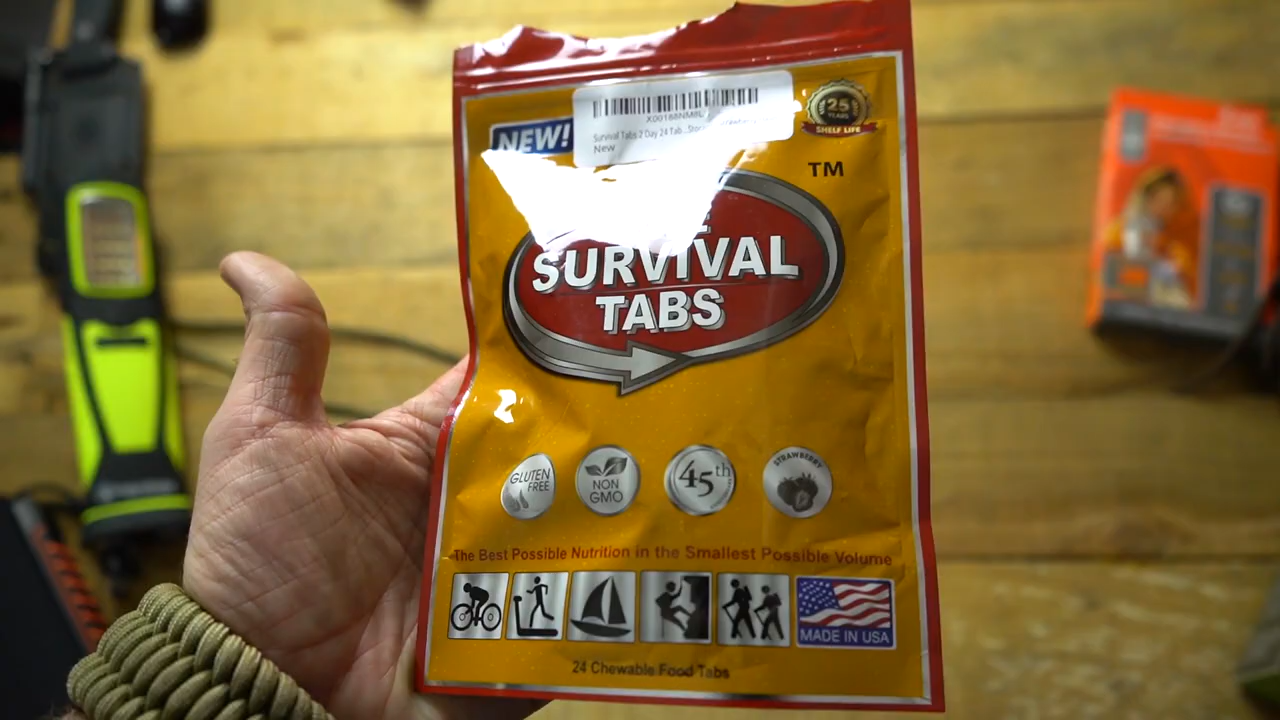 NEW!
X00168NM8L
Survival Tabs 2 Day 24 Tab...
New
25
YEARS
SHELF LIFE
TM
SURVIVAL
TABS
GLUTEN
FREE
NON
GMO
45th
STRAWBERRY
The Best Possible Nutrition in the Smallest Possible Volume
MADE IN USA
24 Chewable Food Tabs